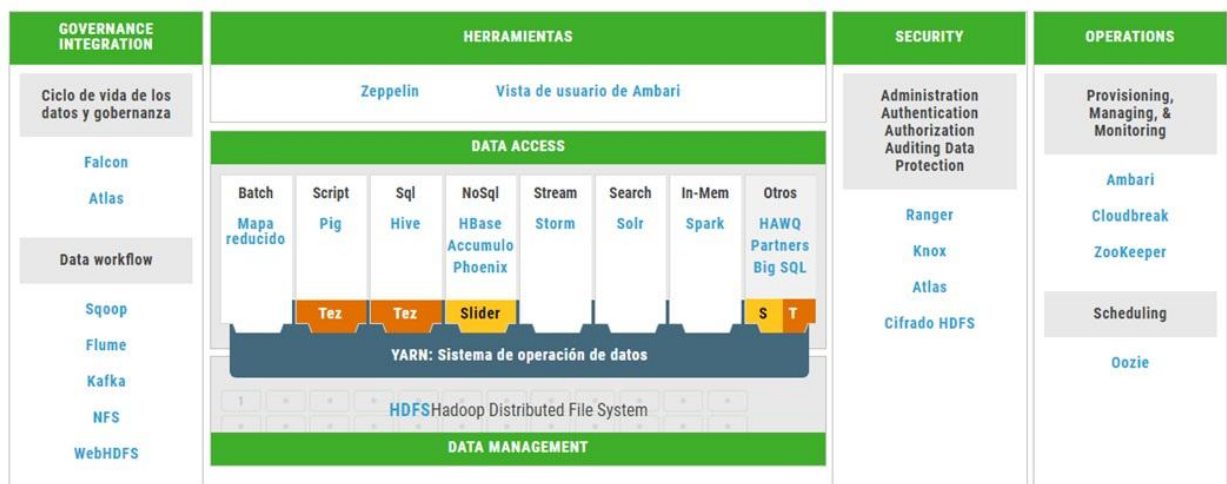 GOVERNANCE
INTEGRATION
Ciclo de vida de los
datos y gobernanza
Falcon
Atlas
Data workflow
Sqoop
Flume
Kafka
NFS
WebHDFS
HERRAMIENTAS
Zeppelin
Vista de usuario de Ambari
DATA ACCESS
Batch
Mapa
reducido
Script
Pig
Tez
Sql
Hive
Tez
NoSql
HBase
Accumulo
Phoenix
Slider
Stream
Storm
Search
Solr
In-Mem
Spark
Otros
HAWQ
Partners
Big SQL
S T
YARN: Sistema de operación de datos
1
HDFSHadoop Distributed File System
DATA MANAGEMENT
SECURITY
Administration
Authentication
Authorization
Auditing Data
Protection
Ranger
Knox
Atlas
Cifrado HDFS
OPERATIONS
Provisioning,
Managing, &
Monitoring
Ambari
Cloudbreak
ZooKeeper
Scheduling
Oozie